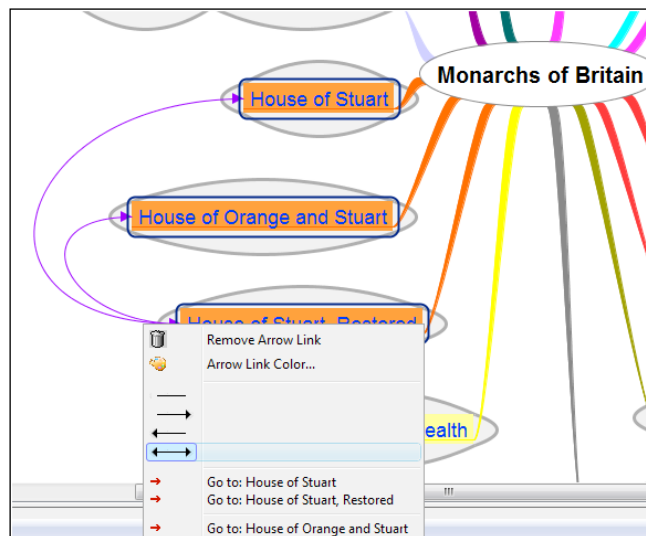 Monarchs of Britain
House of Stuart
House of Orange and Stuart
House of Stuart, Restored
Remove Arrow Link
Arrow Link Color...
ealth
Go to: House of Stuart
Go to: House of Stuart, Restored
Go to: House of Orange and Stuart